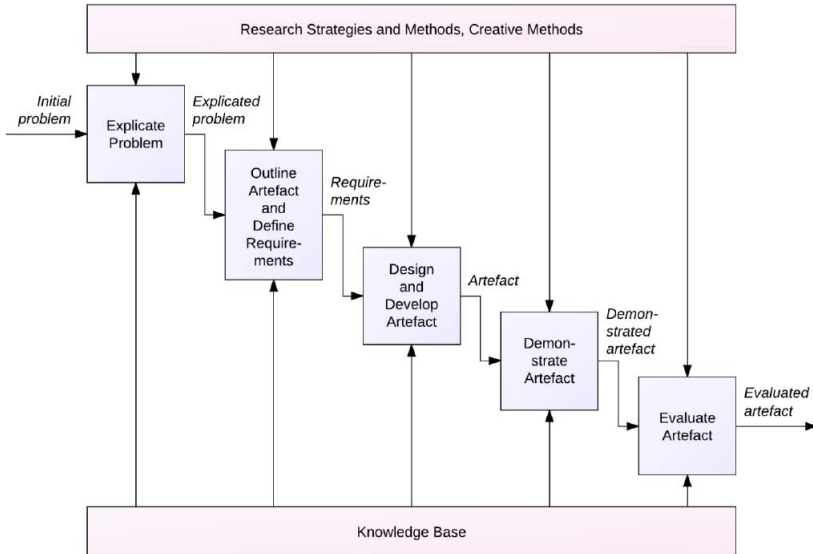 Research Strategies and Methods, Creative Methods
Initial
problem
Explicate
Problem
Explicated
problem
Outline
Artefact
and
Define
Require-
ments
Require-
ments
Design
and
Develop
Artefact
Artefact
Demon-
strate
Artefact
Demon-
strated
artefact
Evaluate
Artefact
Evaluated
artefact
Knowledge Base